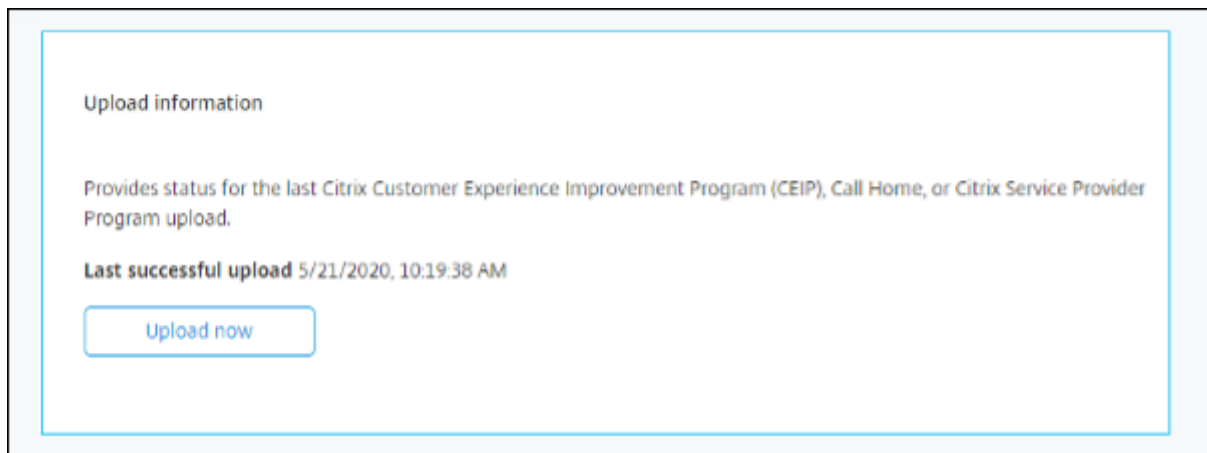 Upload information
Provides status for the last Citrix Customer Experience Improvement Program (CEIP), Call Home, or Citrix Service Provider
Program upload.
Last successful upload 5/21/2020, 10:19:38 AM
Upload now